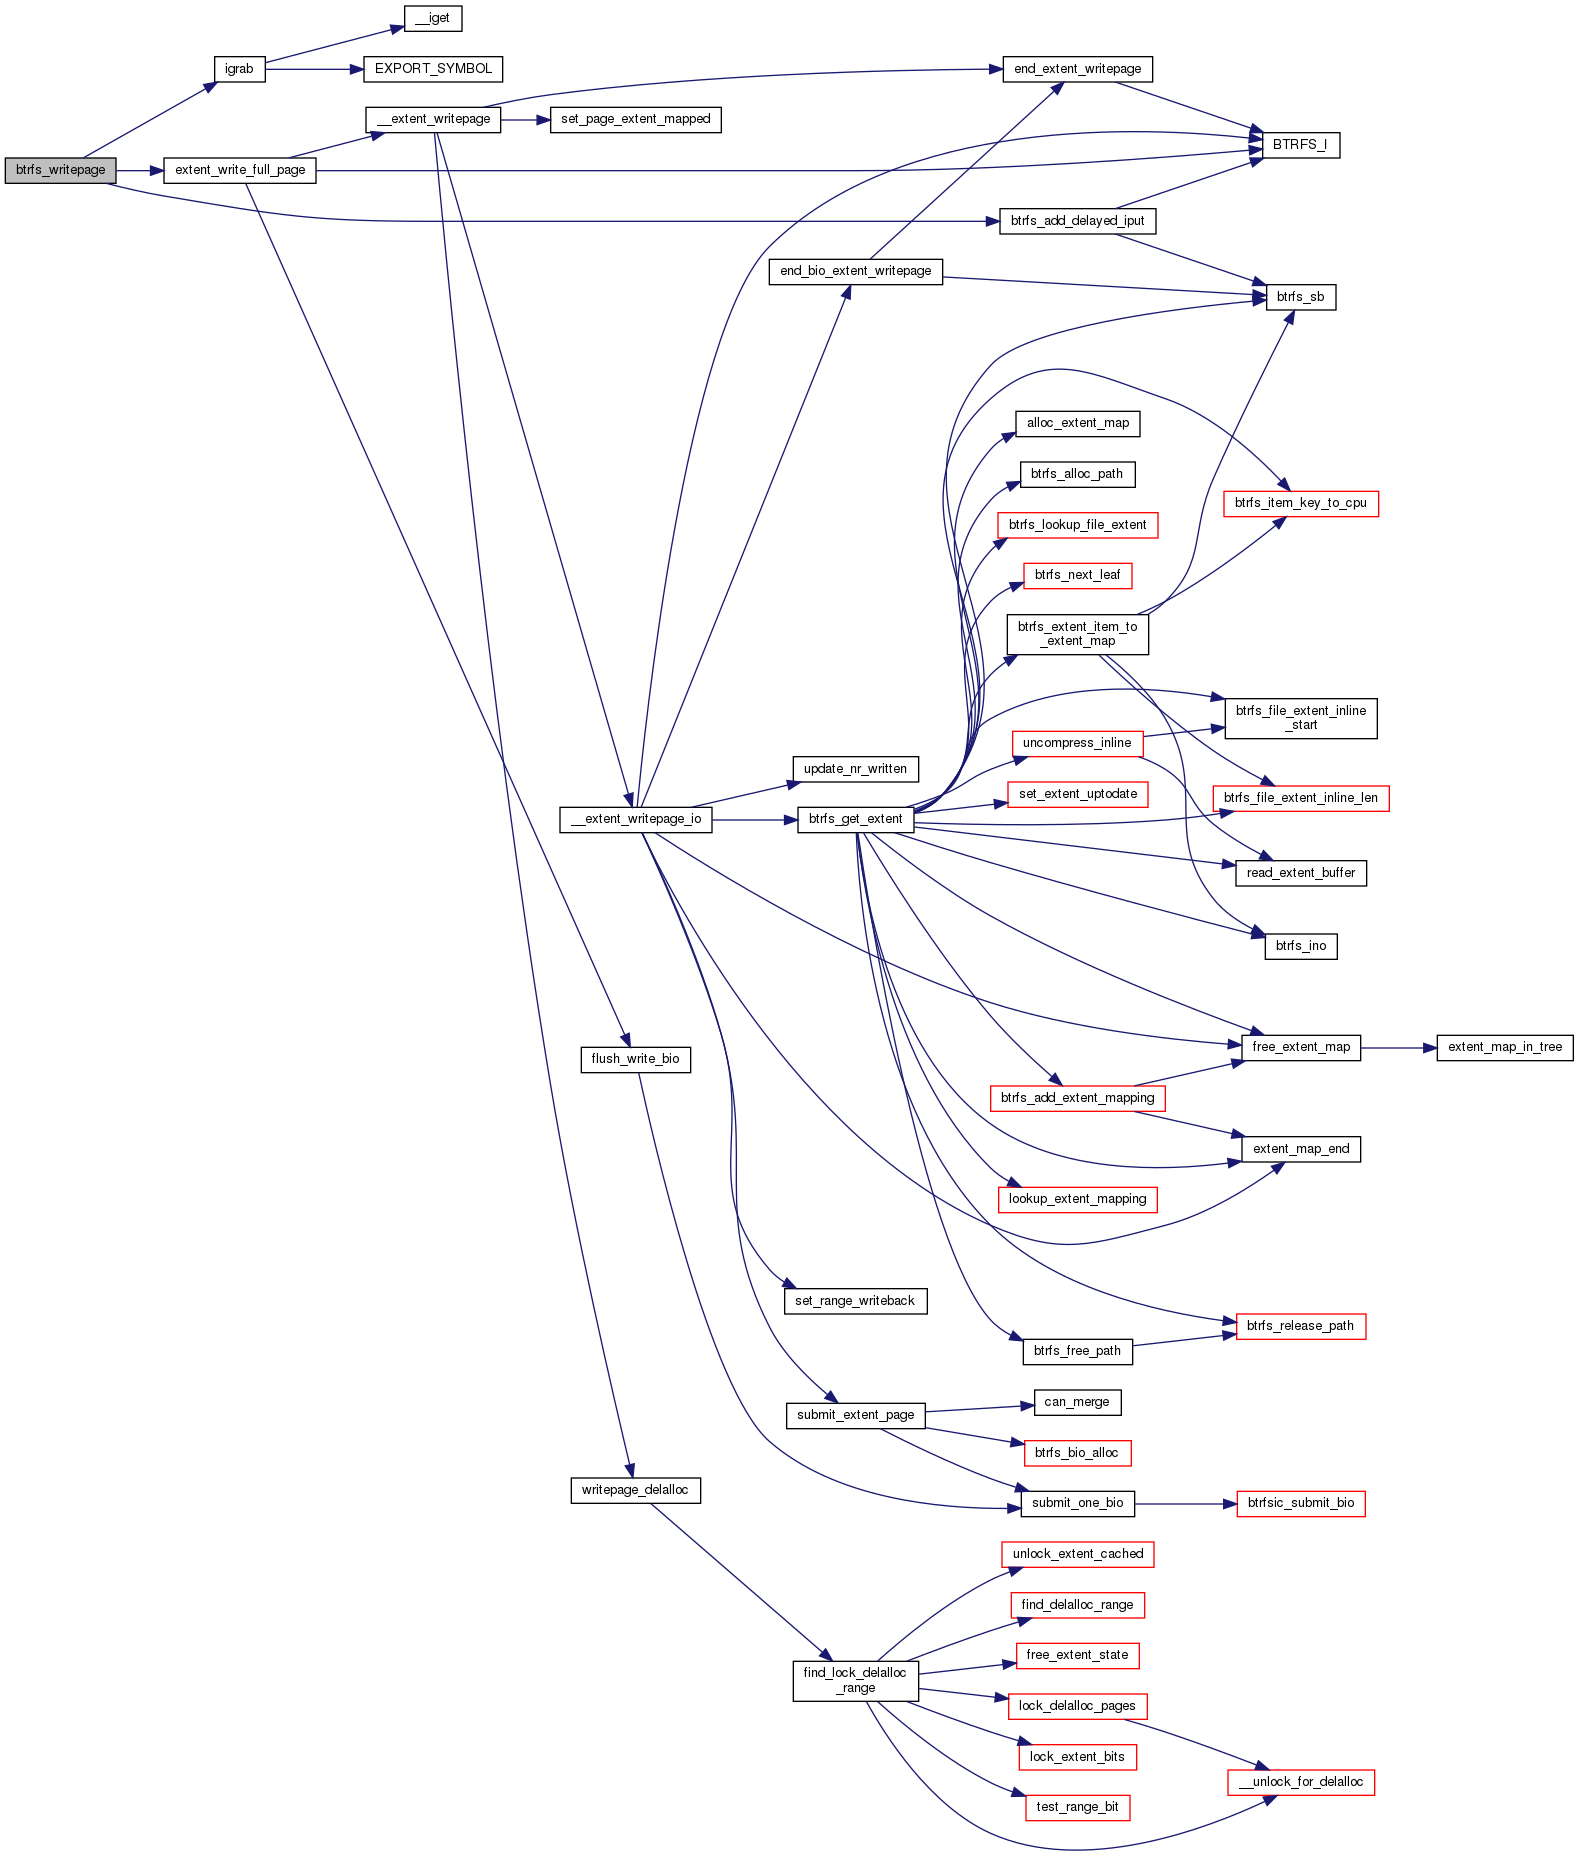 __iget
igrab
EXPORT_SYMBOL
end_extent_writepage
__extent_writepage
set_page_extent_mapped
BTRFS_I
btrfs_writepage
extent_write_full_page
btrfs_add_delayed_iput
end_bio_extent_writepage
btrfs_sb
alloc_extent_map
btrfs_alloc_path
btrfs_item_key_to_cpu
btrfs_lookup_file_extent
btrfs_next_leaf
btrfs_extent_item_to
_extent_map
btrfs_file_extent_inline
_start
uncompress_inline
update_nr_written
set_extent_uptodate
btrfs_file_extent_inline_len
__extent_writepage_io
btrfs_get_extent
read_extent_buffer
btrfs_ino
flush_write_bio
free_extent_map
extent_map_in_tree
btrfs_add_extent_mapping
extent_map_end
lookup_extent_mapping
set_range_writeback
btrfs_release_path
btrfs_free_path
can_merge
submit_extent_page
btrfs_bio_alloc
writepage_delalloc
submit_one_bio
btrfsic_submit_bio
unlock_extent_cached
find_delalloc_range
free_extent_state
find_lock_delalloc
_range
lock_delalloc_pages
lock_extent_bits
__unlock_for_delalloc
test_range_bit